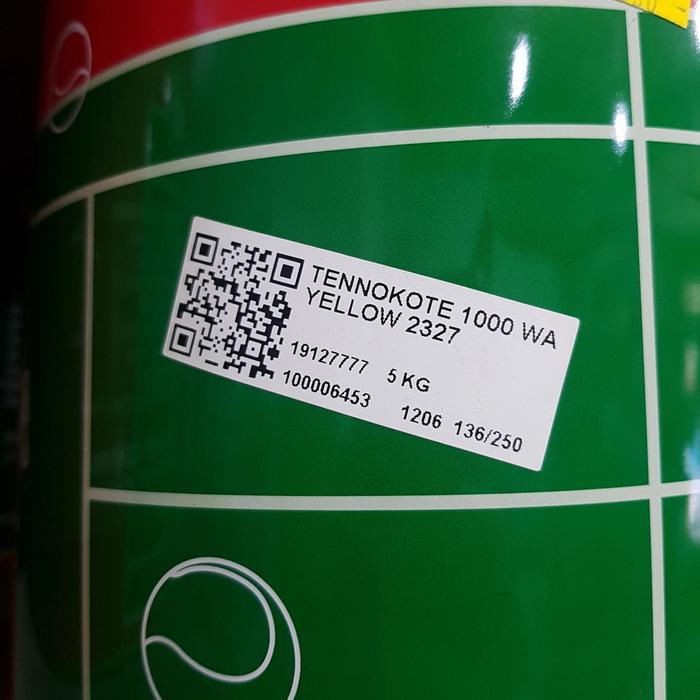 TENNOKOTE 1000 WA
YELLOW 2327
19127777 5 KG
100006453 1206 136/250